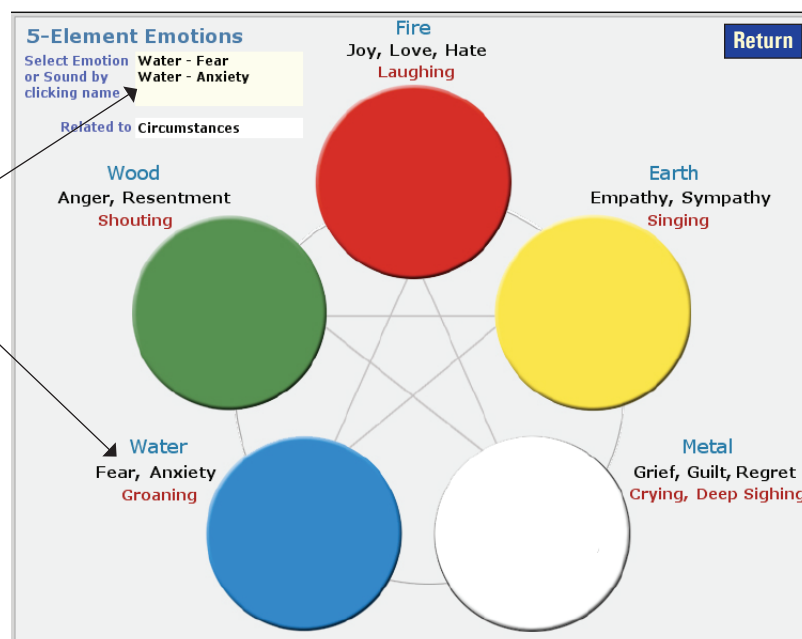 5-Element Emotions
Select Emotion
or Sound by
clicking name
Water - Fear
Water - Anxiety
Related to
Circumstances
Return
Fire
Joy, Love, Hate
Laughing
Wood
Anger, Resentment
Shouting
Earth
Empathy, Sympathy
Singing
Water
Fear, Anxiety
Groaning
Metal
Grief, Guilt, Regret
Crying, Deep Sighing